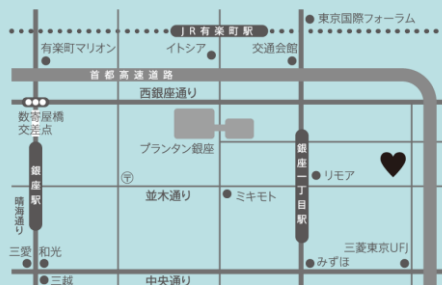 JR有楽町駅
東京国際フォーラム
有楽町マリオン
イトシア
交通会館
首都高速道路
西銀座通り
数寄屋橋
交差点
プランタン銀座
銀座駅
銀座一丁目駅
リモア
〒
並木通り
ミキモト
晴海通り
三愛
和光
三菱東京UFJ
みずほ
三越
中央通り